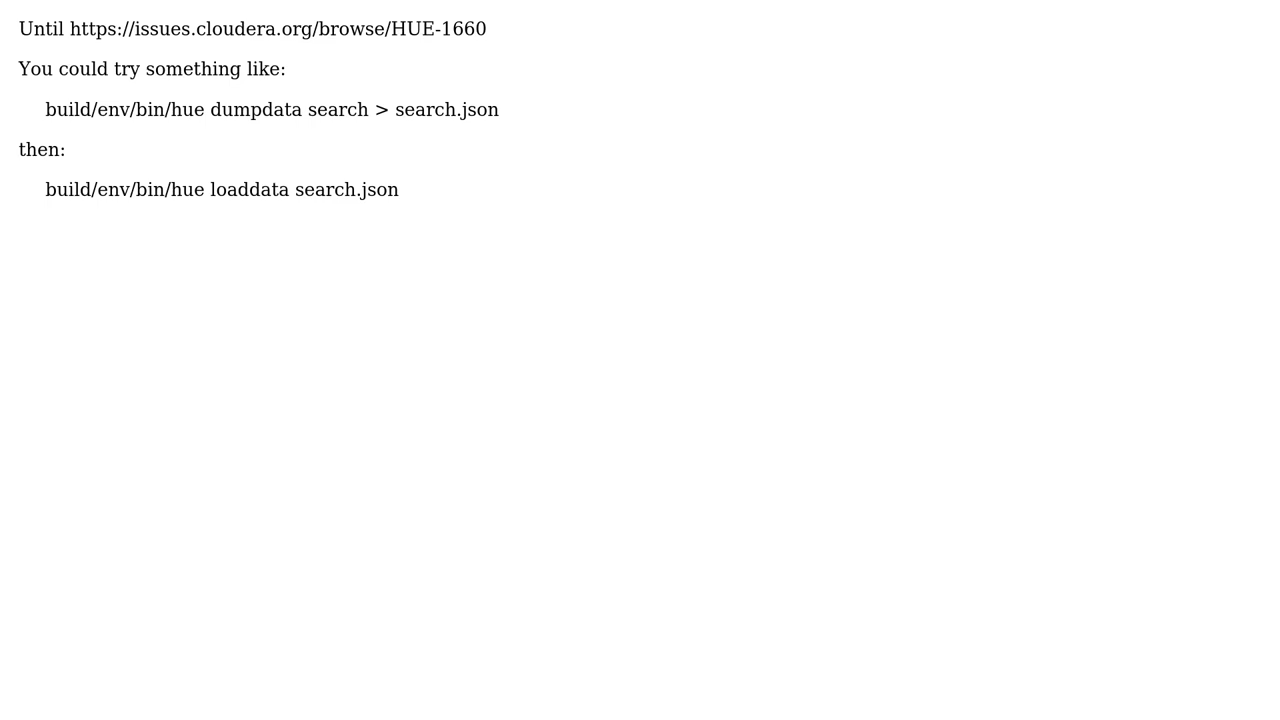 Until https://issues.cloudera.org/browse/HUE-1660
You could try something like:
build/env/bin/hue dumpdata search > search.json
then:
build/env/bin/hue loaddata search.json